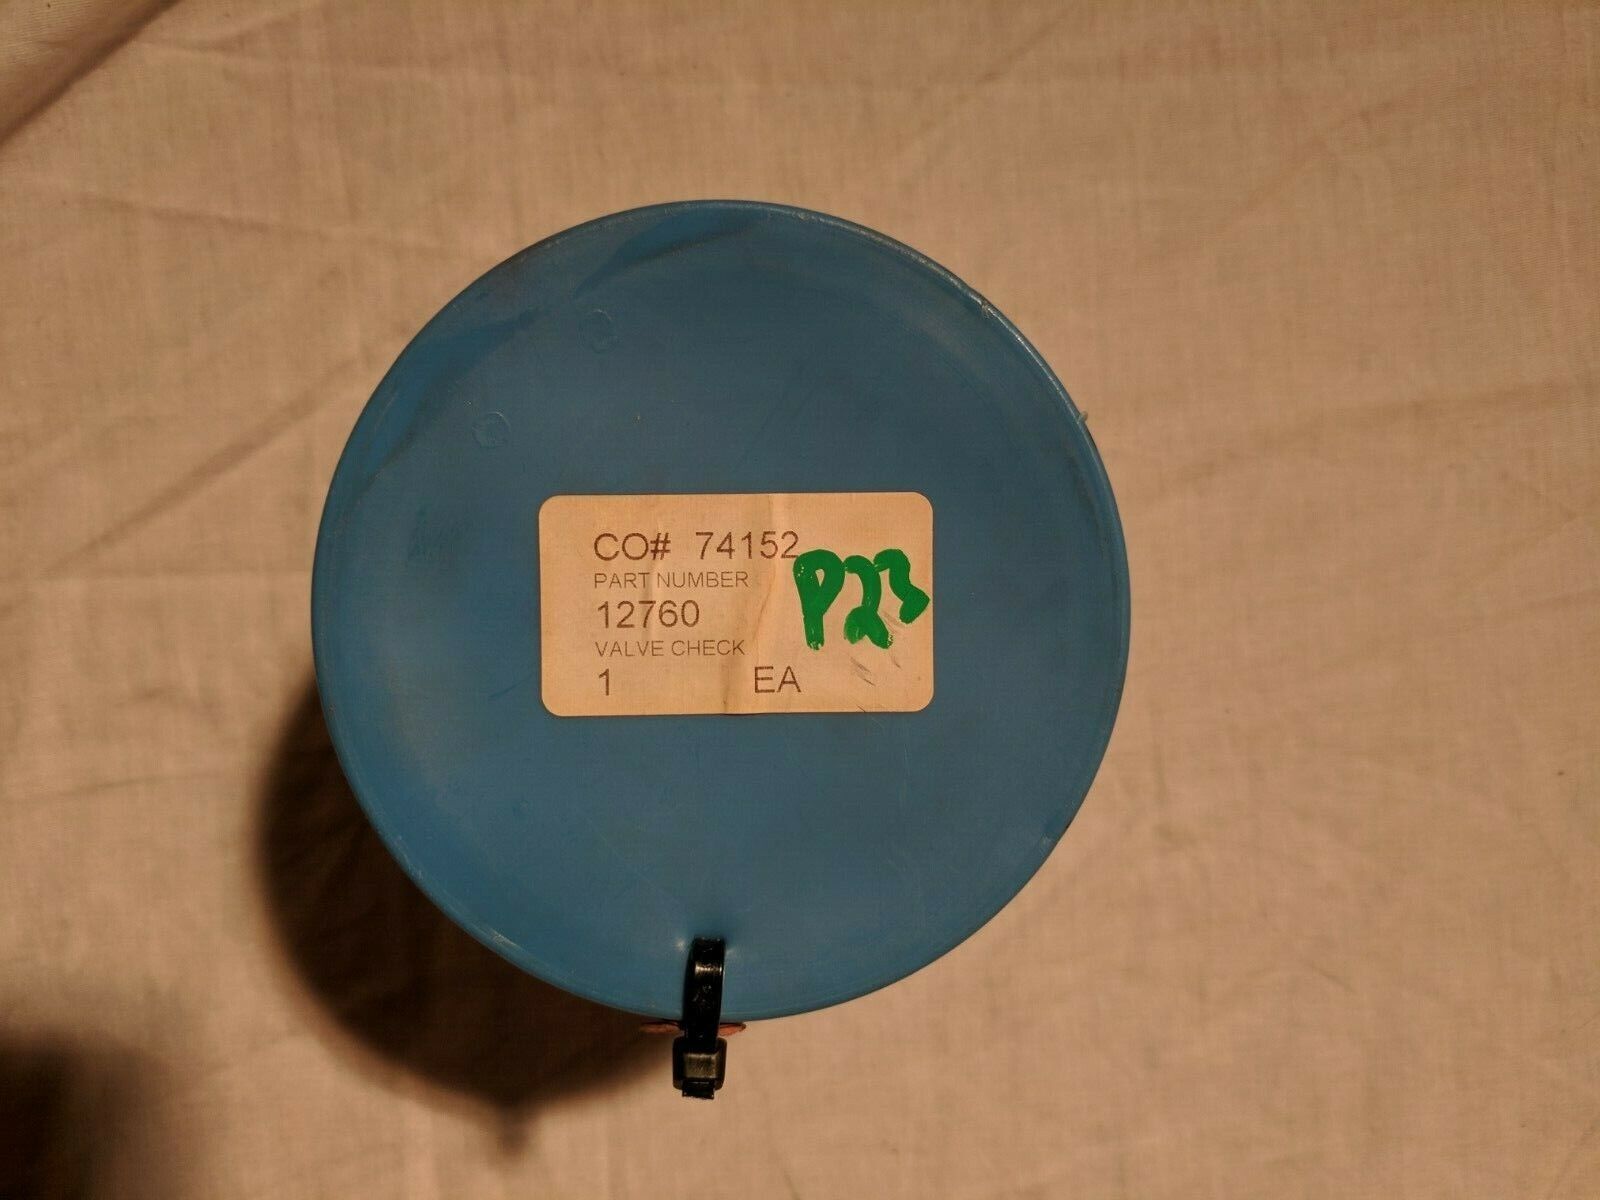 CO# 74152
PART NUMBER
12760
VALVE CHECK
1 EA
P23